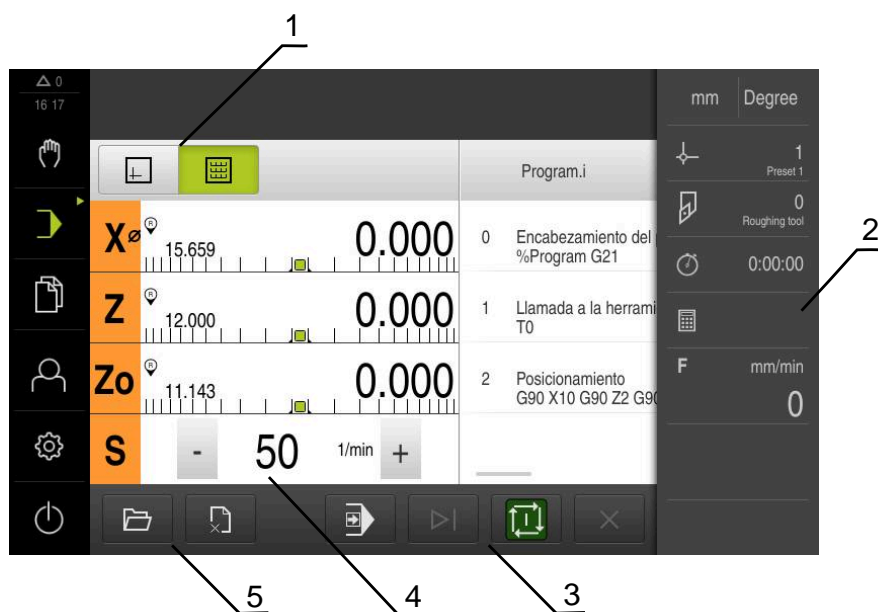 1
0
16 17
mm Degree
1
Preset 1
0
Roughing tool
0:00:00
F mm/min
0
2
Program.i
X ⌀ R 15.659 0.000
Z R 12.000 0.000
Zo R 11.143 0.000
S - 50 1/min +
0 Encabezamiento del
%Program G21
1 Llamada a la herrami
T0
2 Posicionamiento
G90 X10 G90 Z2 G90
I
5
4
3